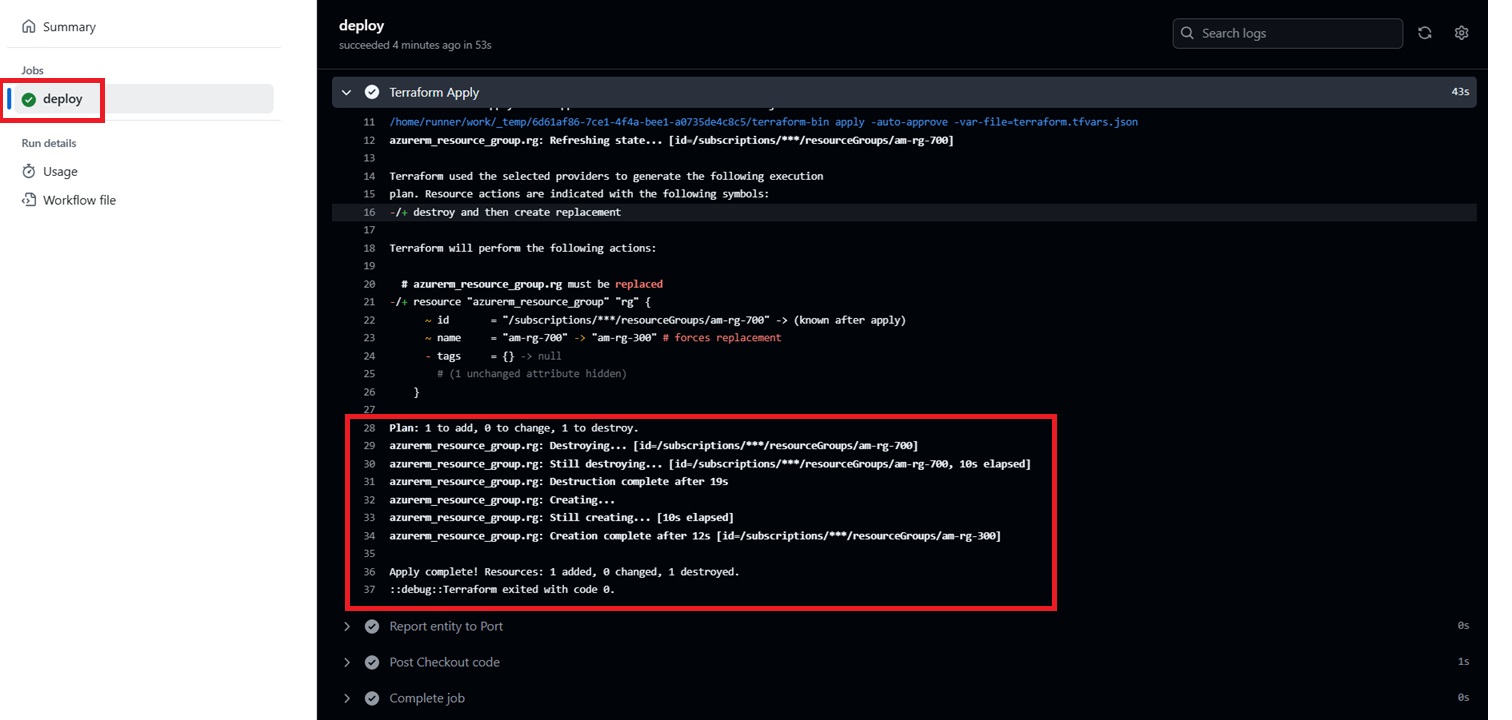 Summary
Jobs
deploy
Run details
Usage
Workflow file
deploy
succeeded 4 minutes ago in 53s
Search logs
Terraform Apply
43s
11 /home/runner/work/_temp/6d61af86-7ce1-4f4a-bee1-a0735de4c8c5/terraform-bin apply -auto-approve -var-file=terraform.tfvars.json
12 azurerm_resource_group.rg: Refreshing state... [id=/subscriptions/***/resourceGroups/am-rg-700]
13
14 Terraform used the selected providers to generate the following execution
15 plan. Resource actions are indicated with the following symbols:
16 -/+ destroy and then create replacement
17
18 Terraform will perform the following actions:
19
20 # azurerm_resource_group.rg must be replaced
21 -/+ resource "azurerm_resource_group" "rg" {
22 ~ id = "/subscriptions/***/resourceGroups/am-rg-700" -> (known after apply)
23 ~ name = "am-rg-700" -> "am-rg-300" # forces replacement
24 - tags = {} -> null
25 # (1 unchanged attribute hidden)
26 }
27
28 Plan: 1 to add, 0 to change, 1 to destroy.
29 azurerm_resource_group.rg: Destroying... [id=/subscriptions/***/resourceGroups/am-rg-700]
30 azurerm_resource_group.rg: Still destroying... [id=/subscriptions/***/resourceGroups/am-rg-700, 10s elapsed]
31 azurerm_resource_group.rg: Destruction complete after 19s
32 azurerm_resource_group.rg: Creating...
33 azurerm_resource_group.rg: Still creating... [10s elapsed]
34 azurerm_resource_group.rg: Creation complete after 12s [id=/subscriptions/***/resourceGroups/am-rg-300]
35
36 Apply complete! Resources: 1 added, 0 changed, 1 destroyed.
37 ::debug::Terraform exited with code 0.
Report entity to Port
0s
Post Checkout code
1s
Complete job
0s